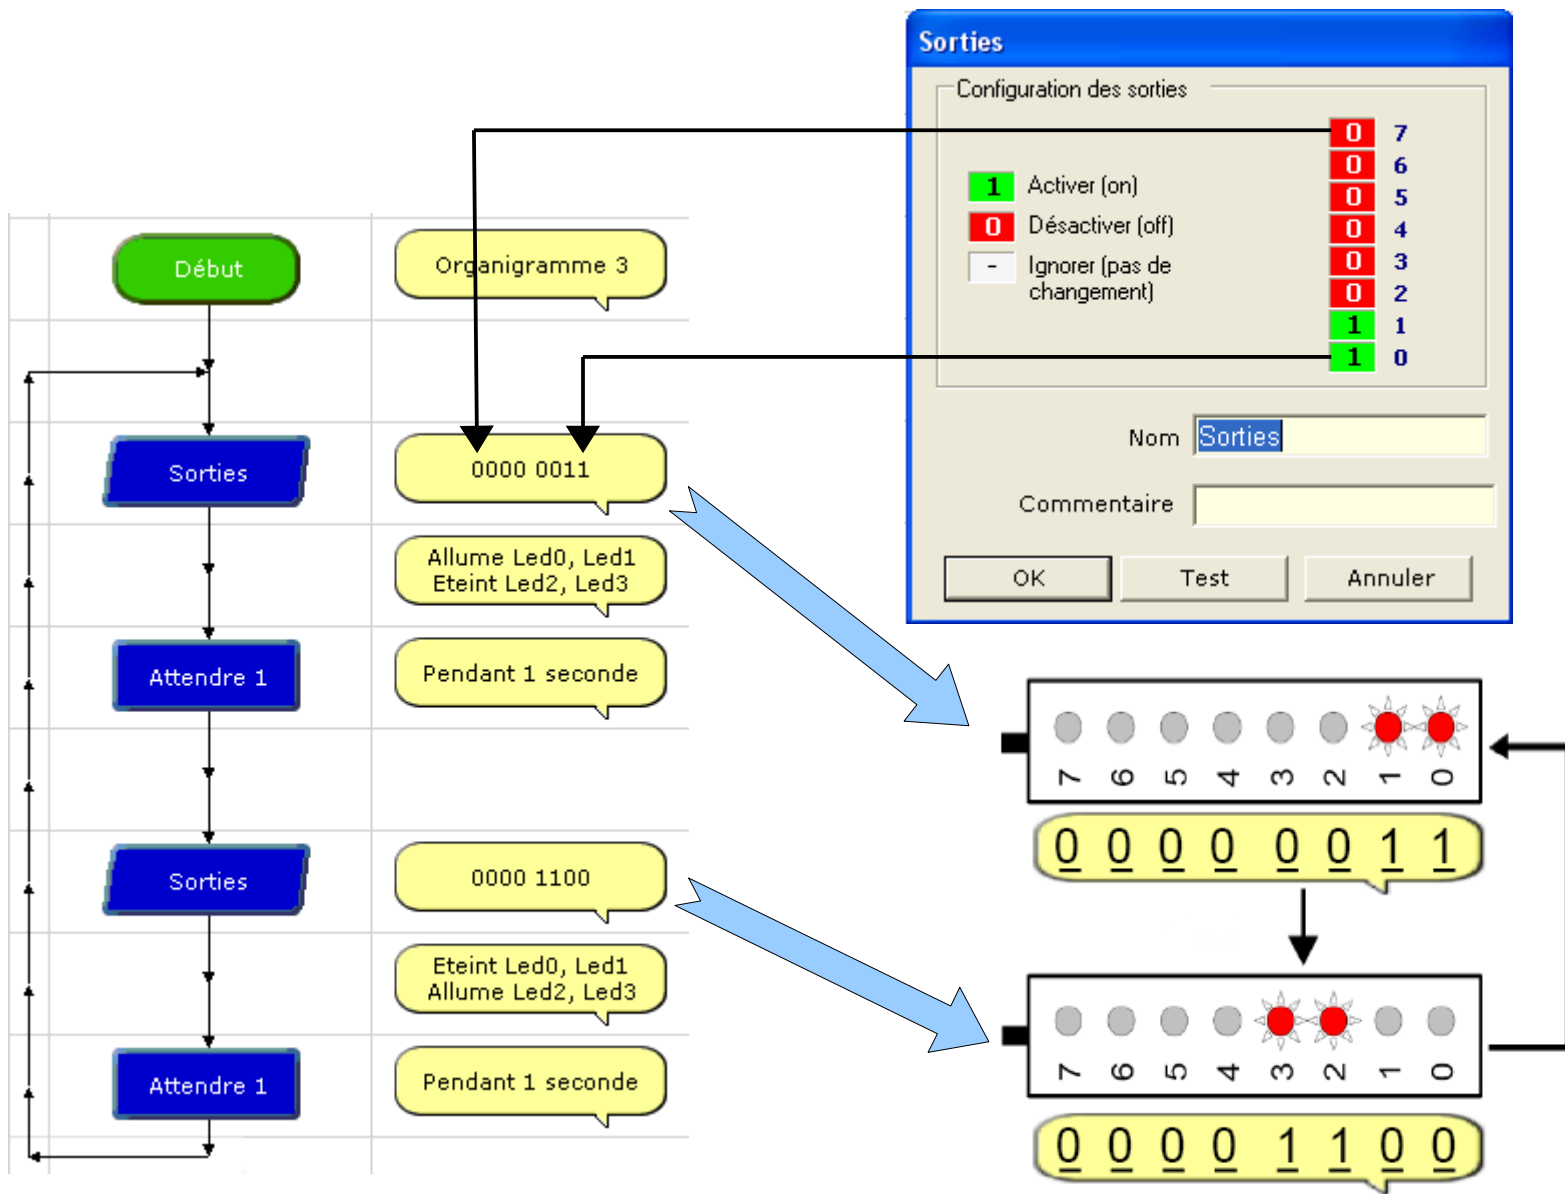 Sorties
Configuration des sorties
1 Activer (on)
0 Désactiver (off)
- Ignorer (pas de
changement)
0 7
0 6
0 5
0 4
0 3
0 2
1 1
1 0
Nom Sorties
Commentaire
OK Test Annuler
Début
Organigramme 3
Sorties
0000 0011
Allume Led0, Led1
Eteint Led2, Led3
Attendre 1
Pendant 1 seconde
Sorties
0000 1100
Eteint Led0, Led1
Allume Led2, Led3
Attendre 1
Pendant 1 seconde
7 6 5 4 3 2 1 0
0 0 0 0 0 0 1 1
7 6 5 4 3 2 1 0
0 0 0 0 1 1 0 0